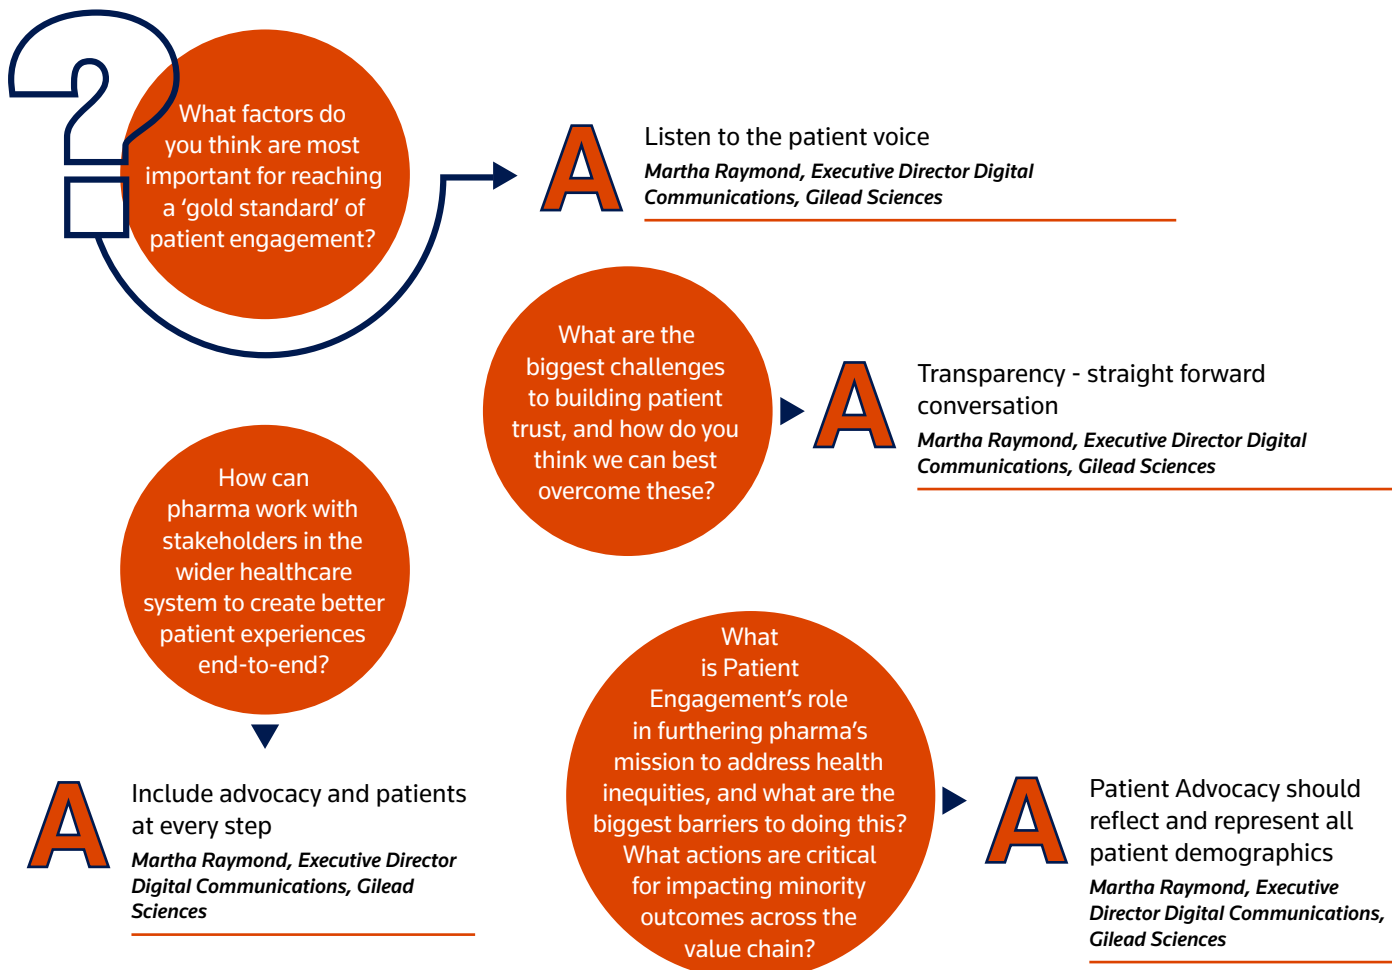 ?
What factors do
you think are most
important for reaching
a ‘gold standard’ of
patient engagement?
A
Listen to the patient voice
Martha Raymond, Executive Director Digital
Communications, Gilead Sciences
What are the
biggest challenges
to building patient
trust, and how do you
think we can best
overcome these?
A
Transparency - straight forward
conversation
Martha Raymond, Executive Director Digital
Communications, Gilead Sciences
How can
pharma work with
stakeholders in the
wider healthcare
system to create better
patient experiences
end-to-end?
A
Include advocacy and patients
at every step
Martha Raymond, Executive Director
Digital Communications, Gilead
Sciences
What
is Patient
Engagement’s role
in furthering pharma’s
mission to address health
inequities, and what are the
biggest barriers to doing this?
What actions are critical
for impacting minority
outcomes across the
value chain?
A
Patient Advocacy should
reflect and represent all
patient demographics
Martha Raymond, Executive
Director Digital Communications,
Gilead Sciences